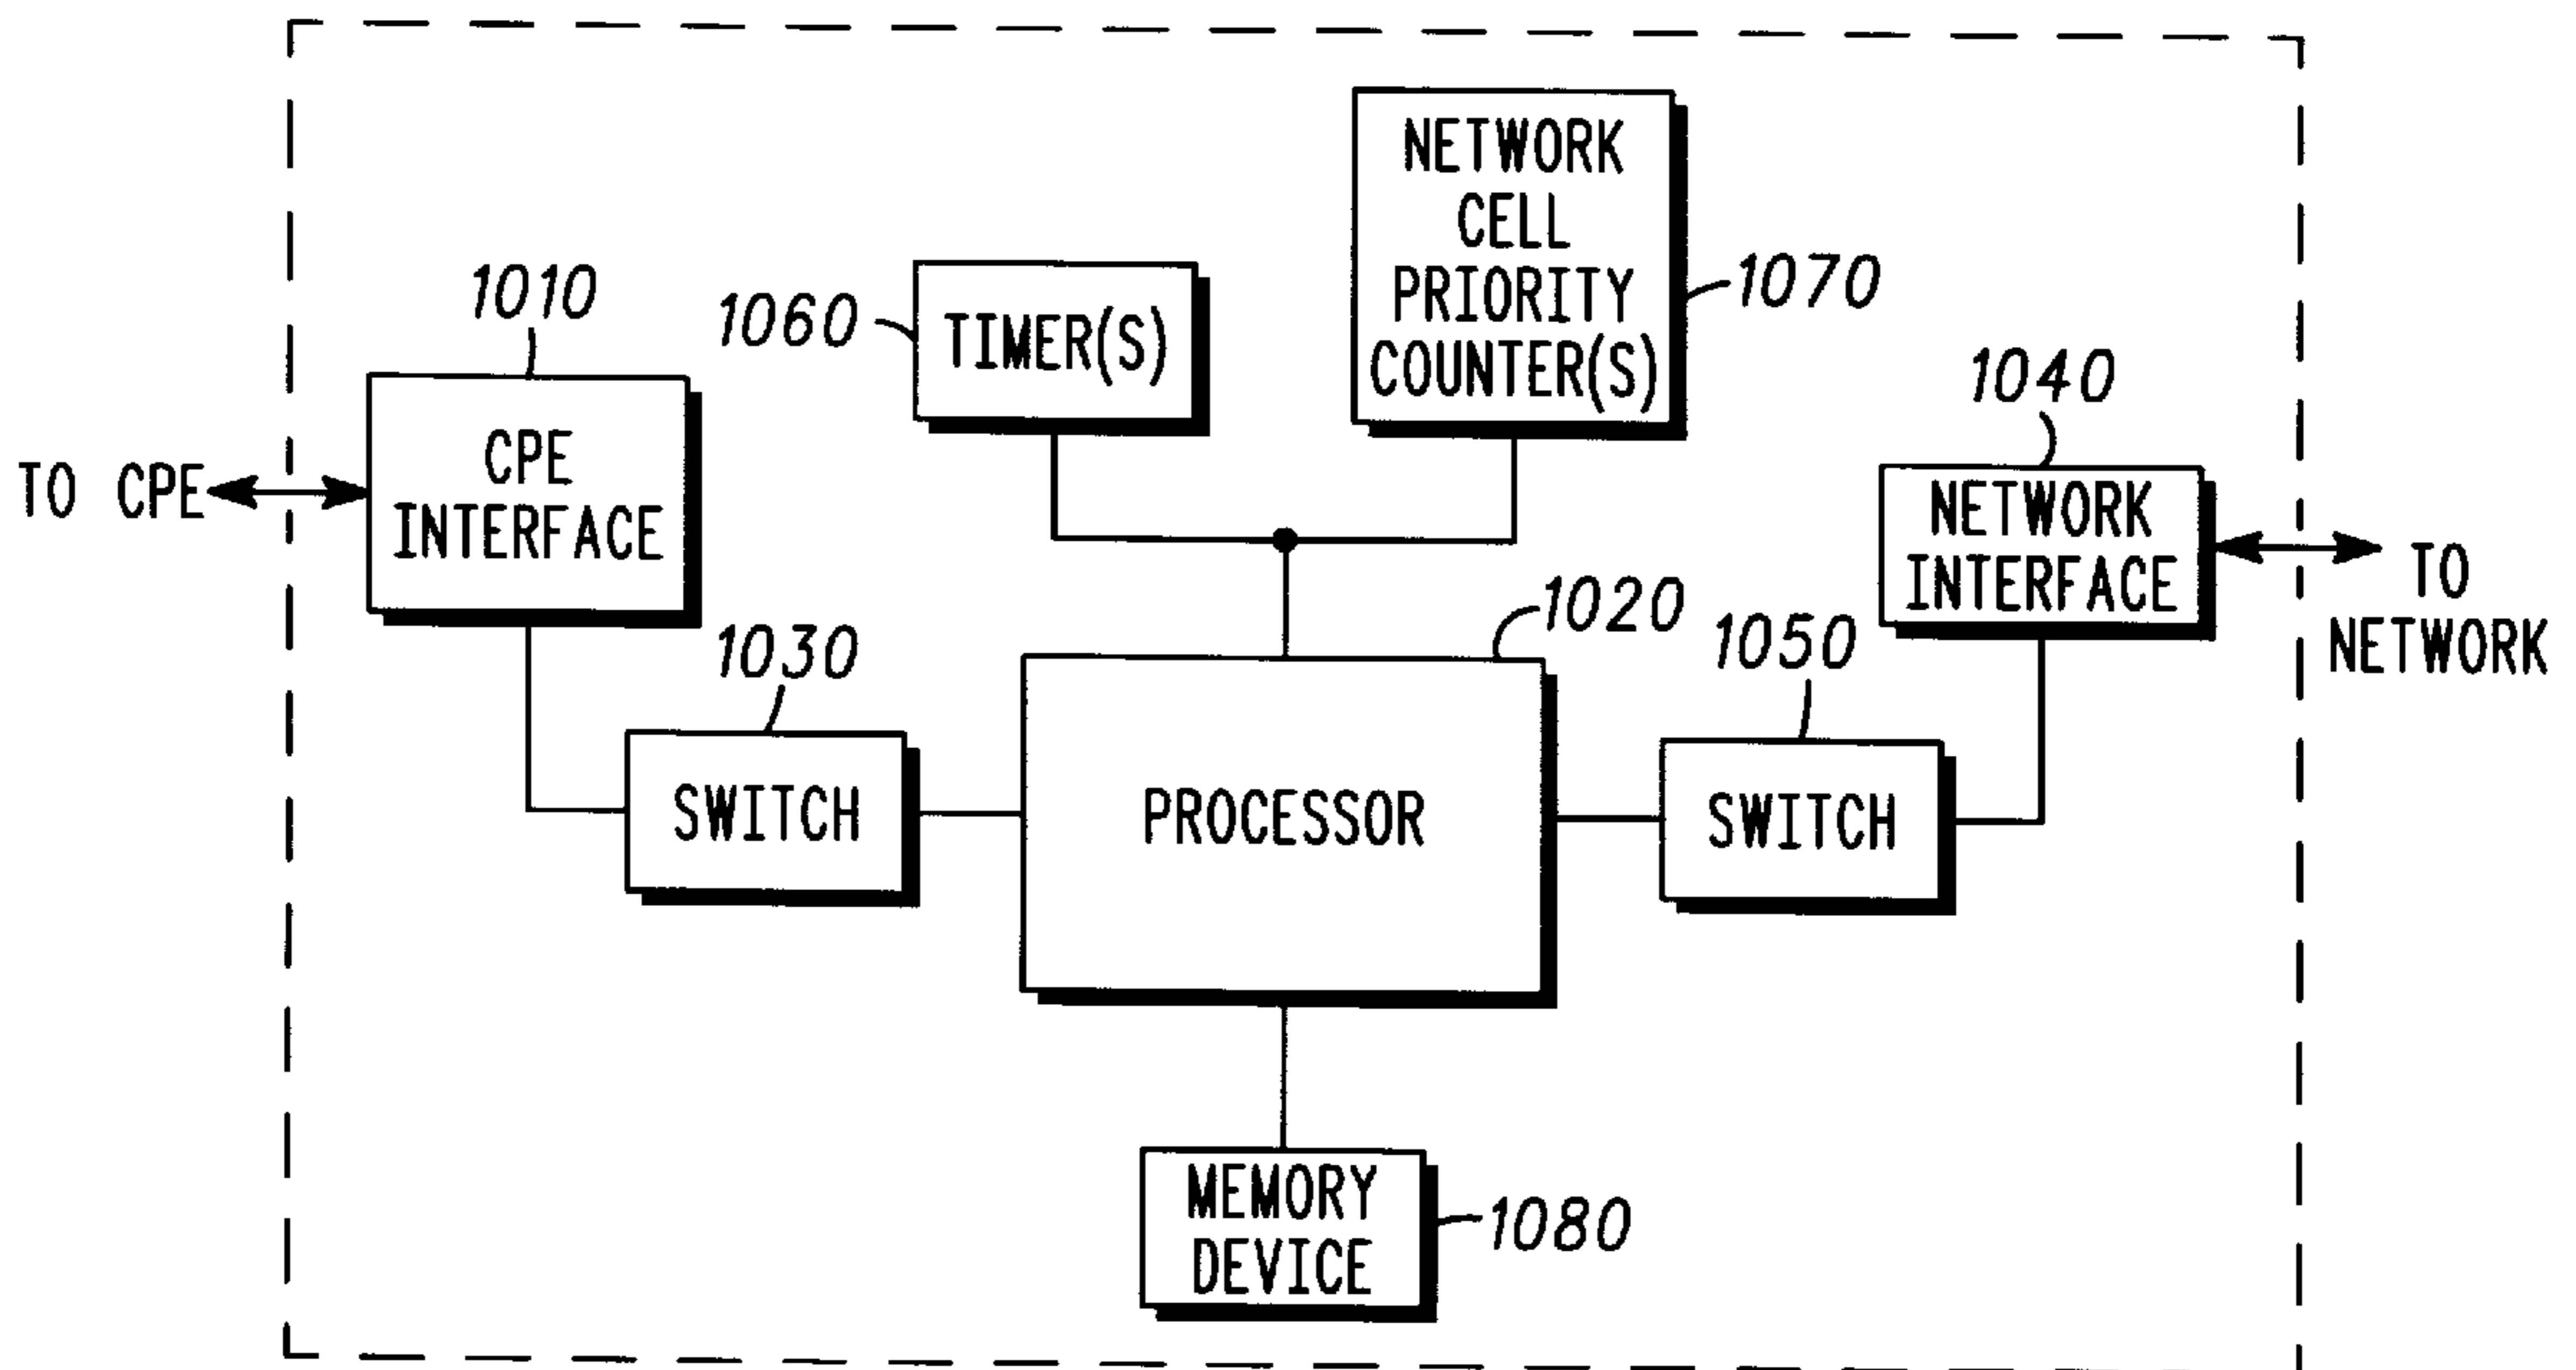 NETWORK
CELL
PRIORITY
COUNTER(S)
1070
1010
1060
TIMER(S)
1040
TO CPE
CPE
INTERFACE
NETWORK
INTERFACE
TO
NETWORK
1020
1030
1050
SWITCH
PROCESSOR
SWITCH
MEMORY
DEVICE
1080